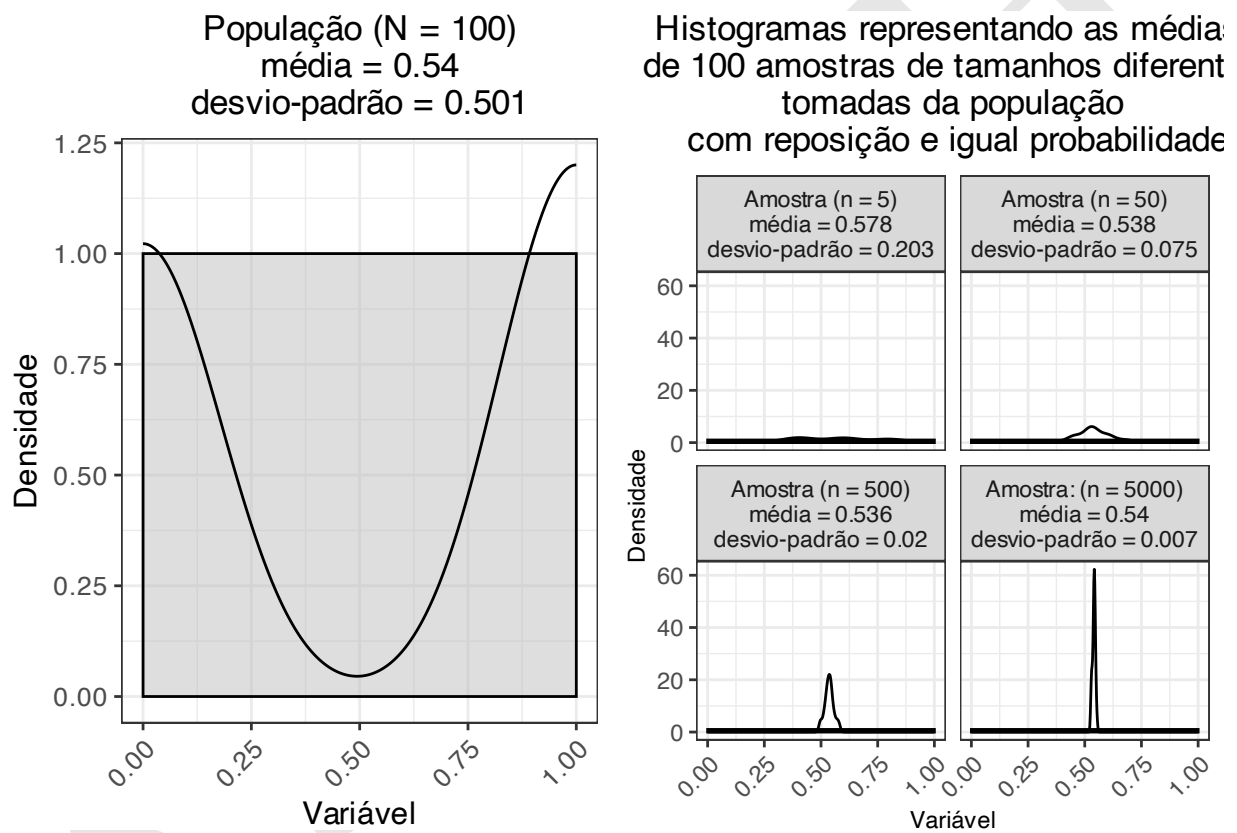 População (N = 100)
média = 0.54
desvio-padrão = 0.501
1.25
1.00
0.75
0.50
0.25
0.00
Densidade
0.00
0.25
0.50
0.75
1.00
Variável
Histogramas representando as médias
de 100 amostras de tamanhos diferent
tomadas da população
com reposição e igual probabilidade
Amostra (n = 5)
média = 0.578
desvio-padrão = 0.203
Amostra (n = 50)
média = 0.538
desvio-padrão = 0.075
60
40
20
0
Amostra (n = 500)
média = 0.536
desvio-padrão = 0.02
Amostra: (n = 5000)
média = 0.54
desvio-padrão = 0.007
60
40
20
0
Densidade
0.00
0.25
0.50
0.75
1.00
0.00
0.25
0.50
0.75
1.00
Variável